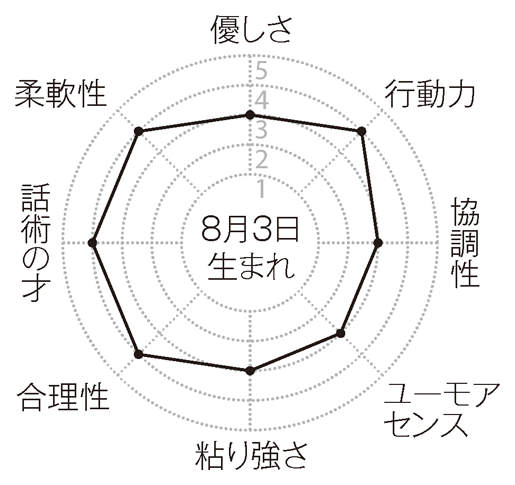 優しさ
行動力
協調性
ユーモア
センス
粘り強さ
合理性
話術の才
柔軟性
5
4
3
2
1
8月3日
生まれ